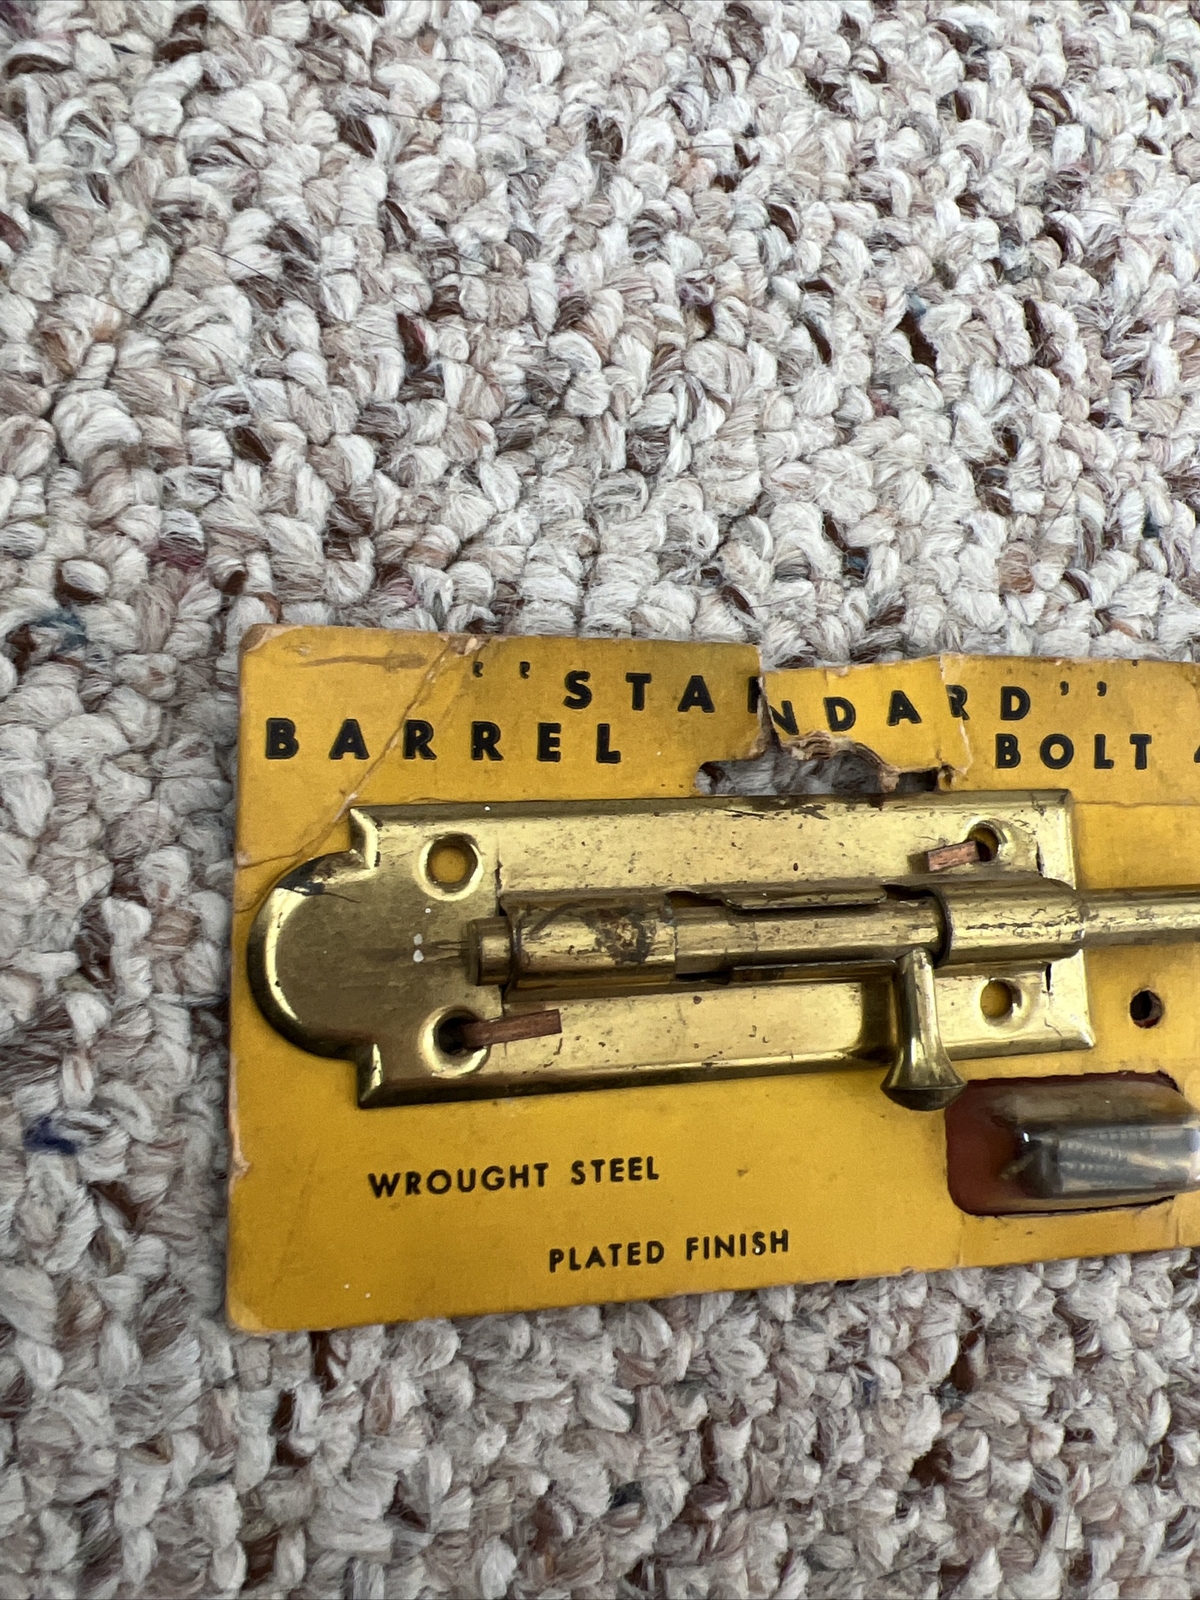 "STANDARD"
BARREL BOLT
WROUGHT STEEL
PLATED FINISH